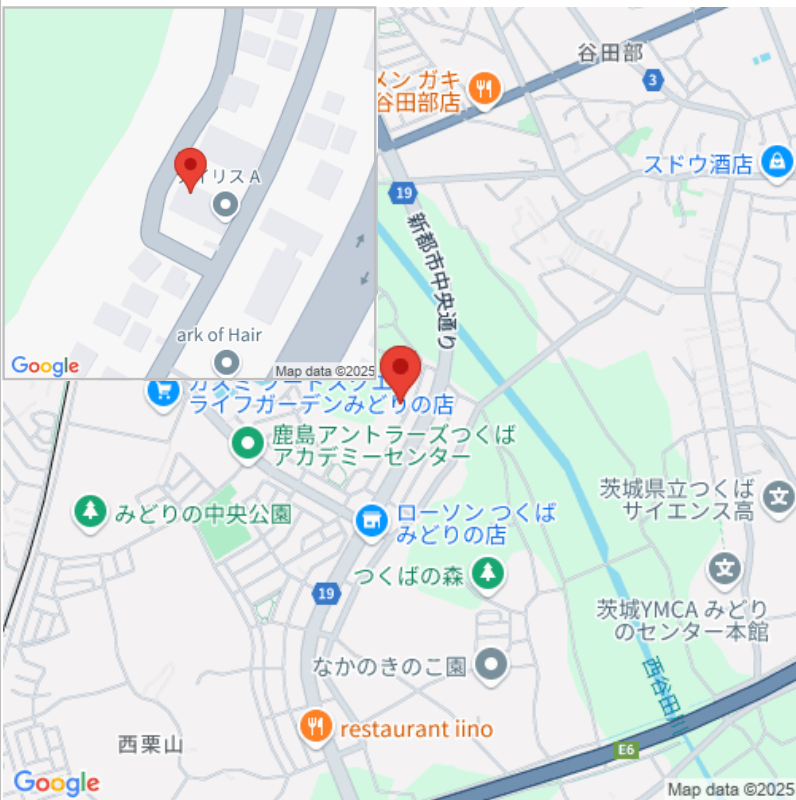 谷田部
メン ガキ
谷田部店
3
スドウ酒店
19
新都市中央通り
イリス A
ark of Hair
Google
Map data ©2025
ライフガーデンみどりの店
鹿島アントラーズつくば
アカデミーセンター
みどりの中央公園
ローソン つくば
みどりの店
茨城県立つくば
サイエンス高
つくばの森
19
茨城YMCA みどり
のセンター本館
なかのきのこ園
西谷田川
restaurant iino
西栗山
E6
Google
Map data ©2025